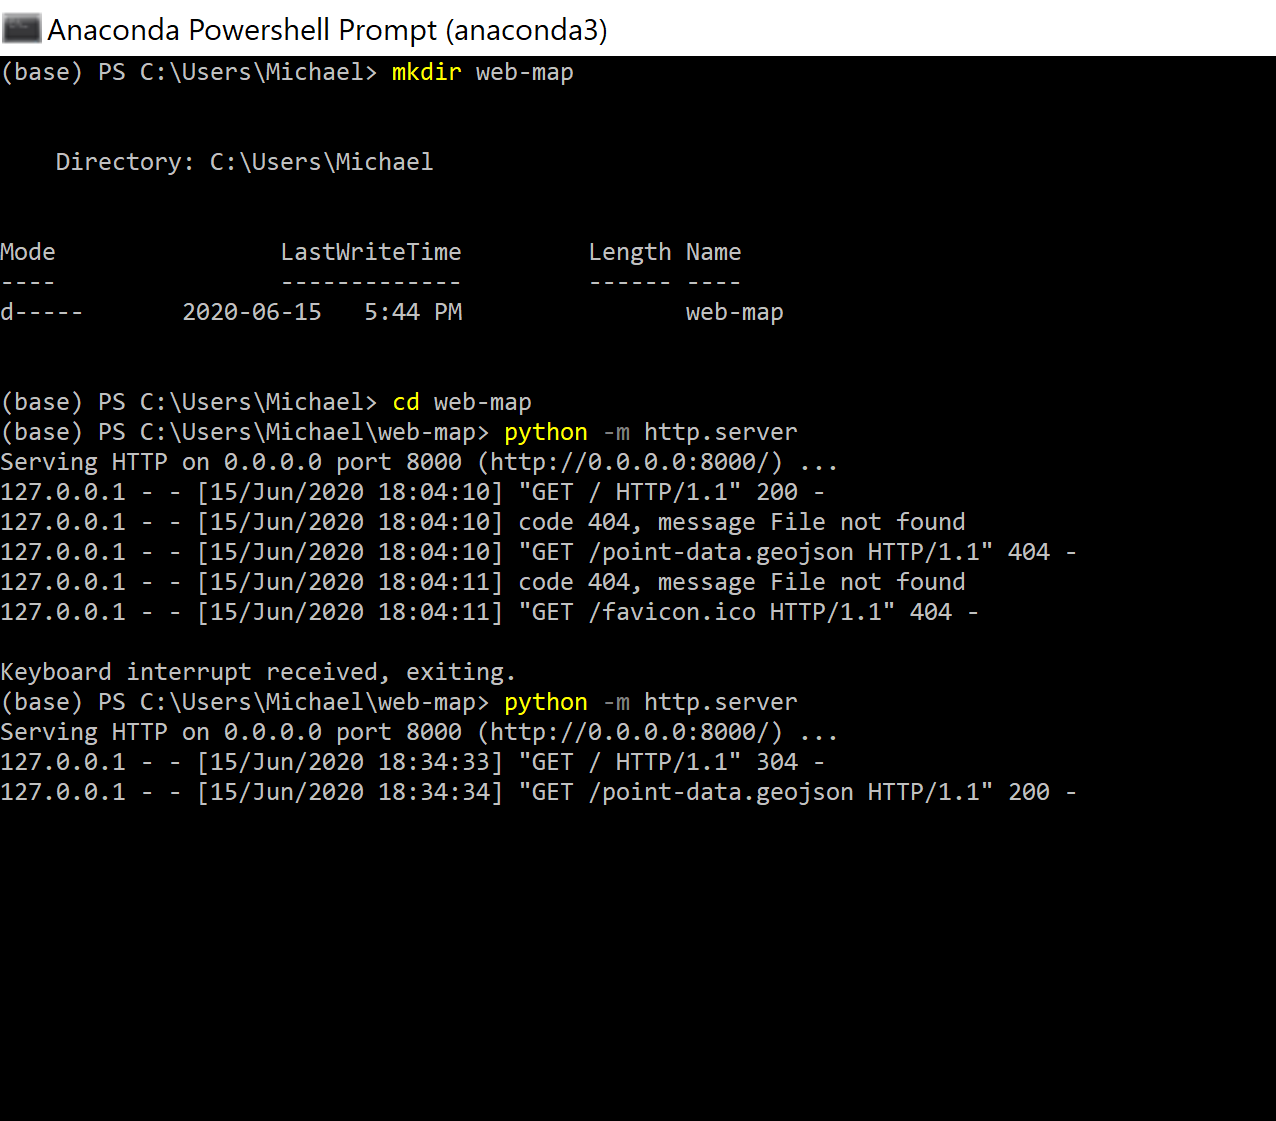 Anaconda Powershell Prompt (anaconda3)
(base) PS C:\Users\Michael> mkdir web-map
Directory: C:\Users\Michael
Mode LastWriteTime Length Name
---- ------------- ------ ----
d----- 2020-06-15 5:44 PM web-map
(base) PS C:\Users\Michael> cd web-map
(base) PS C:\Users\Michael\web-map> python -m http.server
Serving HTTP on 0.0.0.0 port 8000 (http://0.0.0.0:8000/) ...
127.0.0.1 - - [15/Jun/2020 18:04:10] "GET / HTTP/1.1" 200 -
127.0.0.1 - - [15/Jun/2020 18:04:10] code 404, message File not found
127.0.0.1 - - [15/Jun/2020 18:04:10] "GET /point-data.geojson HTTP/1.1" 404 -
127.0.0.1 - - [15/Jun/2020 18:04:11] code 404, message File not found
127.0.0.1 - - [15/Jun/2020 18:04:11] "GET /favicon.ico HTTP/1.1" 404 -
Keyboard interrupt received, exiting.
(base) PS C:\Users\Michael\web-map> python -m http.server
Serving HTTP on 0.0.0.0 port 8000 (http://0.0.0.0:8000/) ...
127.0.0.1 - - [15/Jun/2020 18:34:33] "GET / HTTP/1.1" 304 -
127.0.0.1 - - [15/Jun/2020 18:34:34] "GET /point-data.geojson HTTP/1.1" 200 -